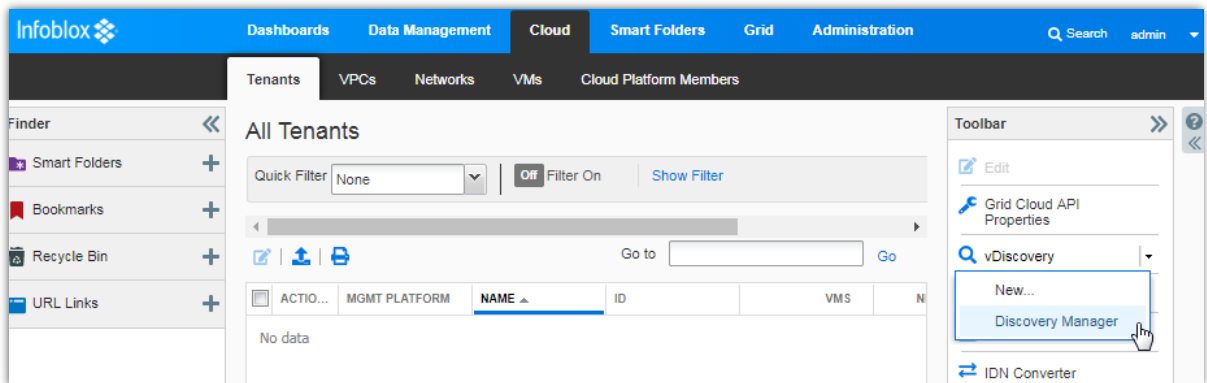 Infoblox
Dashboards Data Management Cloud Smart Folders Grid Administration Search admin
Tenants VPCs Networks VMs Cloud Platform Members
Finder
Smart Folders
Bookmarks
Recycle Bin
URL Links
All Tenants
Quick Filter None Off Filter On Show Filter
Go to Go
ACTIO... MGMT PLATFORM NAME ID VMS
No data
Toolbar
Edit
Grid Cloud API
Properties
vDiscovery
New...
Discovery Manager
IDN Converter